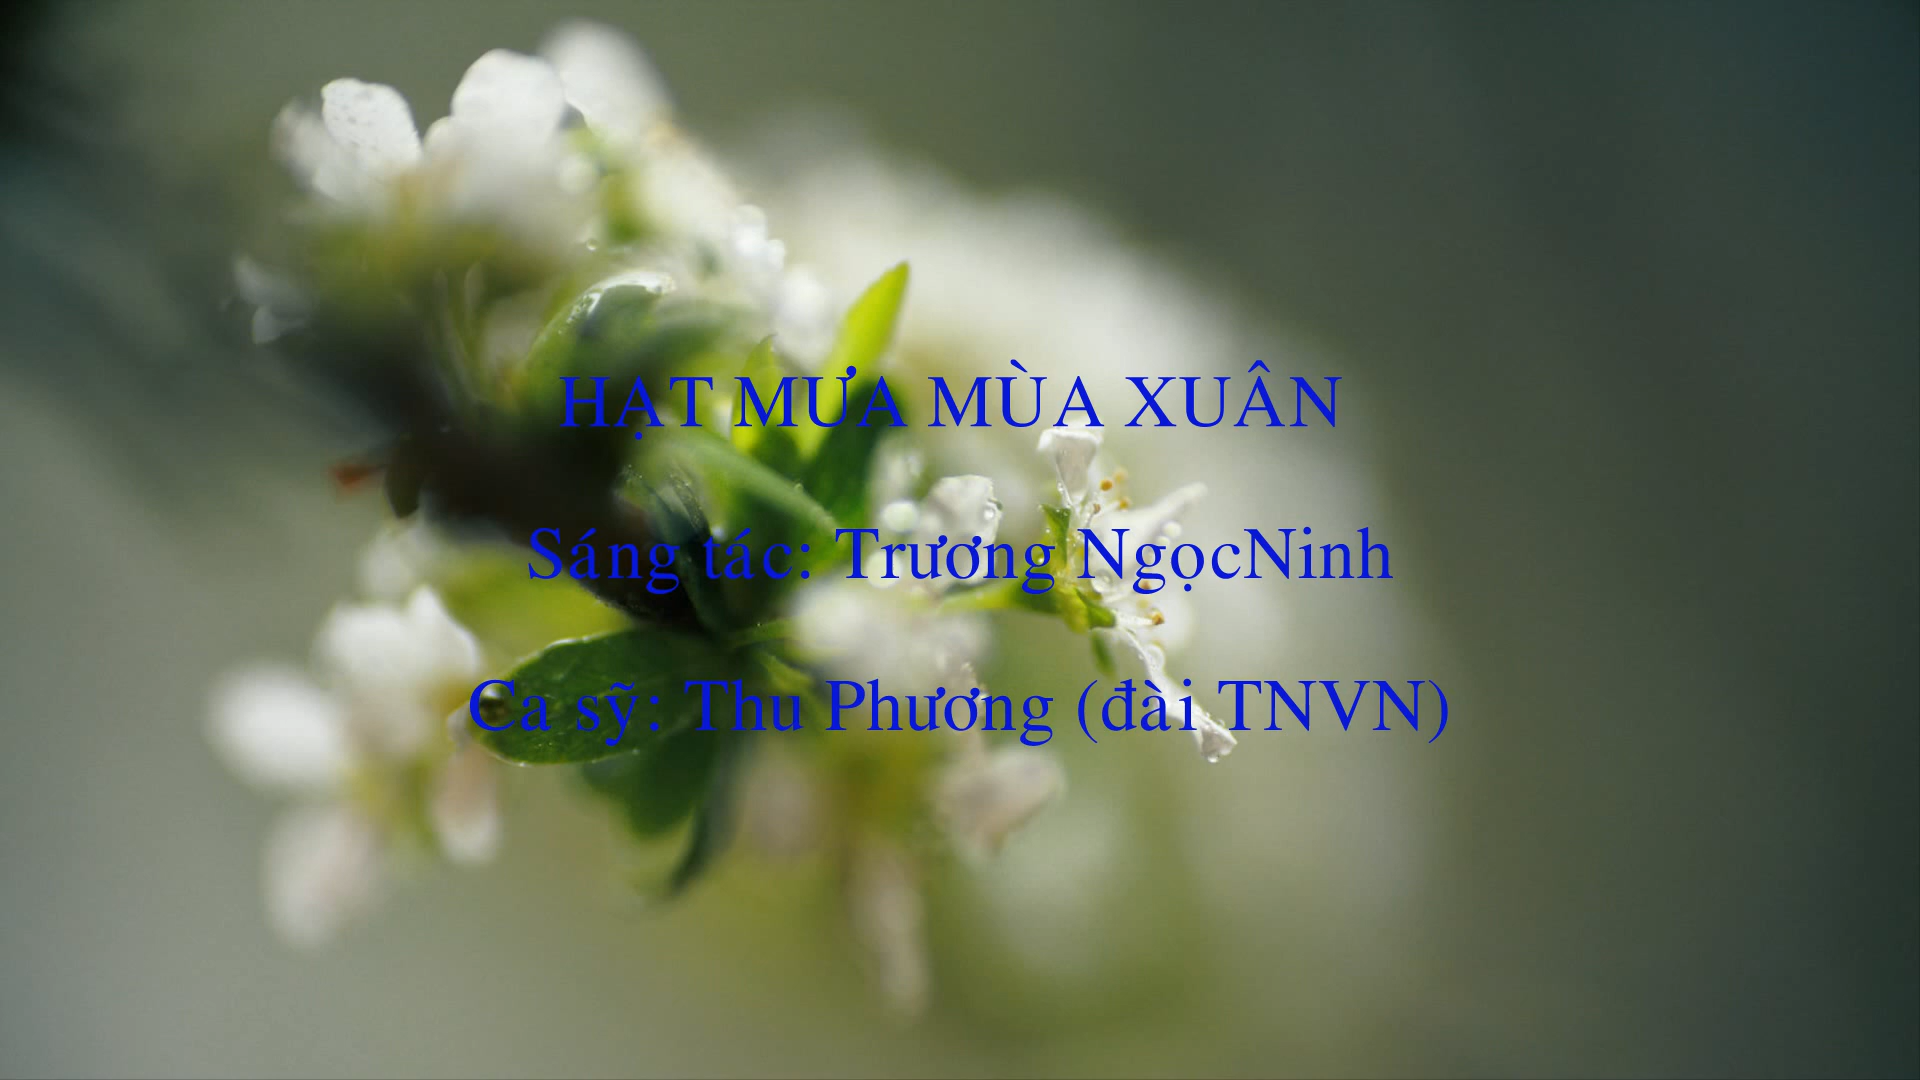 HẠT MƯA MÙA XUÂN
Sáng tác: Trương NgọcNinh
Ca sỹ: Thu Phương (đài TNVN)